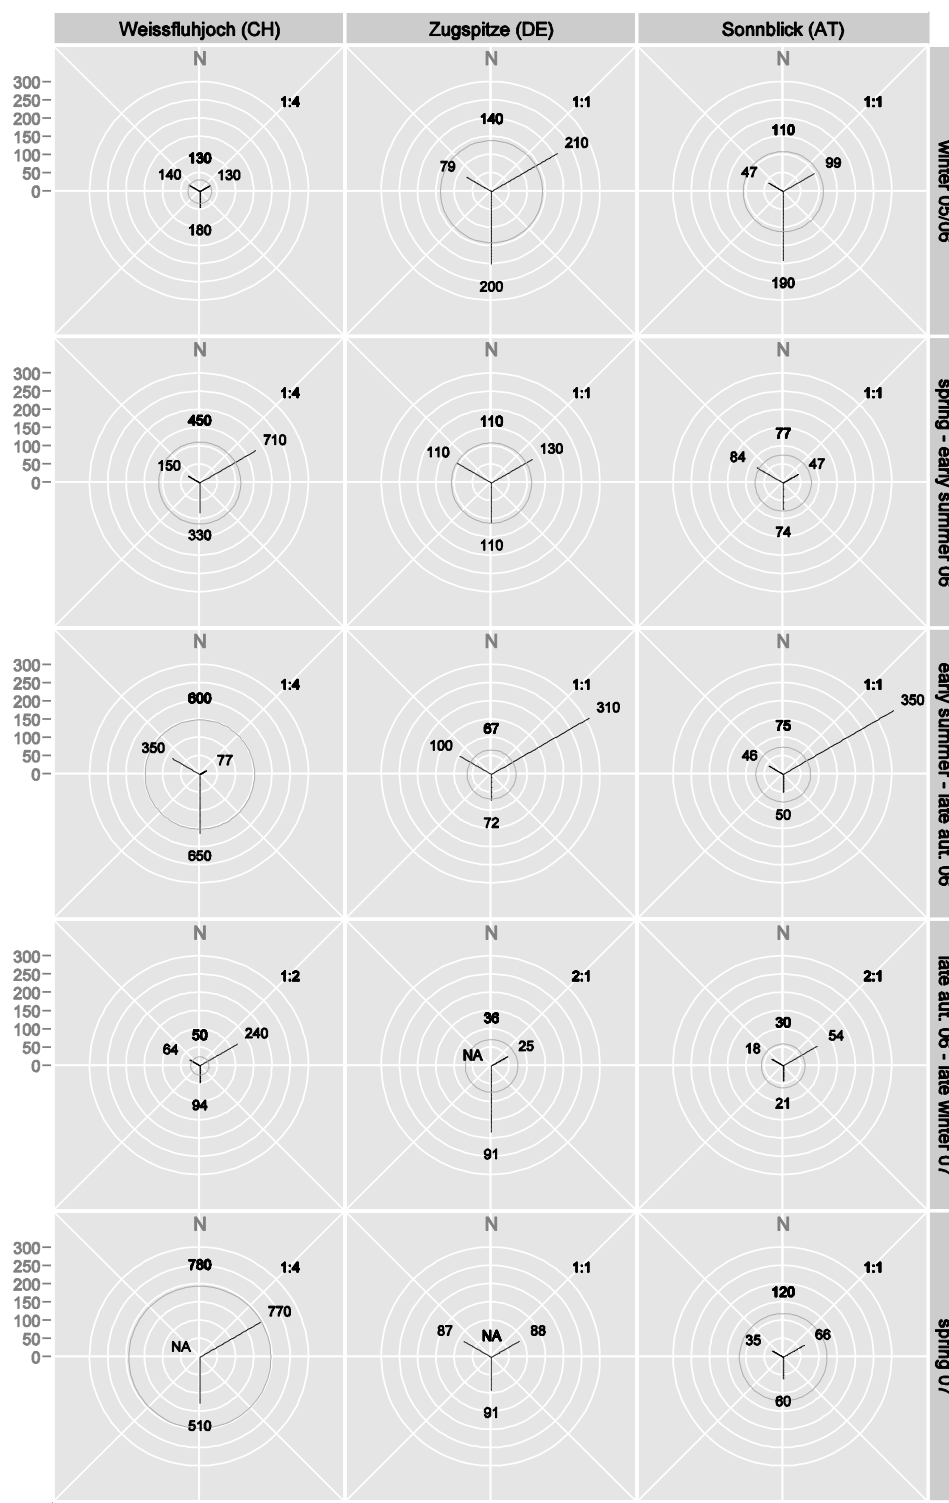 Weissfluhjoch (CH) Zugspitze (DE) Sonnblick (AT)
N N N
300 1:4 1:1 1:1
250
200 140
150 130 110 210
100 140 130 79 47 99
50
0
180 200 190
winter 05/06
N N N
300 1:4 1:1 1:1
250
200 450 110 77
150 710
100 150 110 130 84 47
50
0
330 110 74
spring - early summer 06
N N N
300 1:4 1:1 1:1
250
200 600 310 350
150 67 75
100 350 77 100 46
50
0
650 72 50
early summer - late aut. 06
N N N
300 1:2 2:1 2:1
250
200
150 36 30
100 50 240 54
50 64 NA 25 18
0
94 91 21
late aut. 06 - late winter 07
N N N
300 780 1:4 1:1 1:1
250
200 120
150 770
100 87 NA 88 66
50 NA 35
0
510 91 60
spring 07